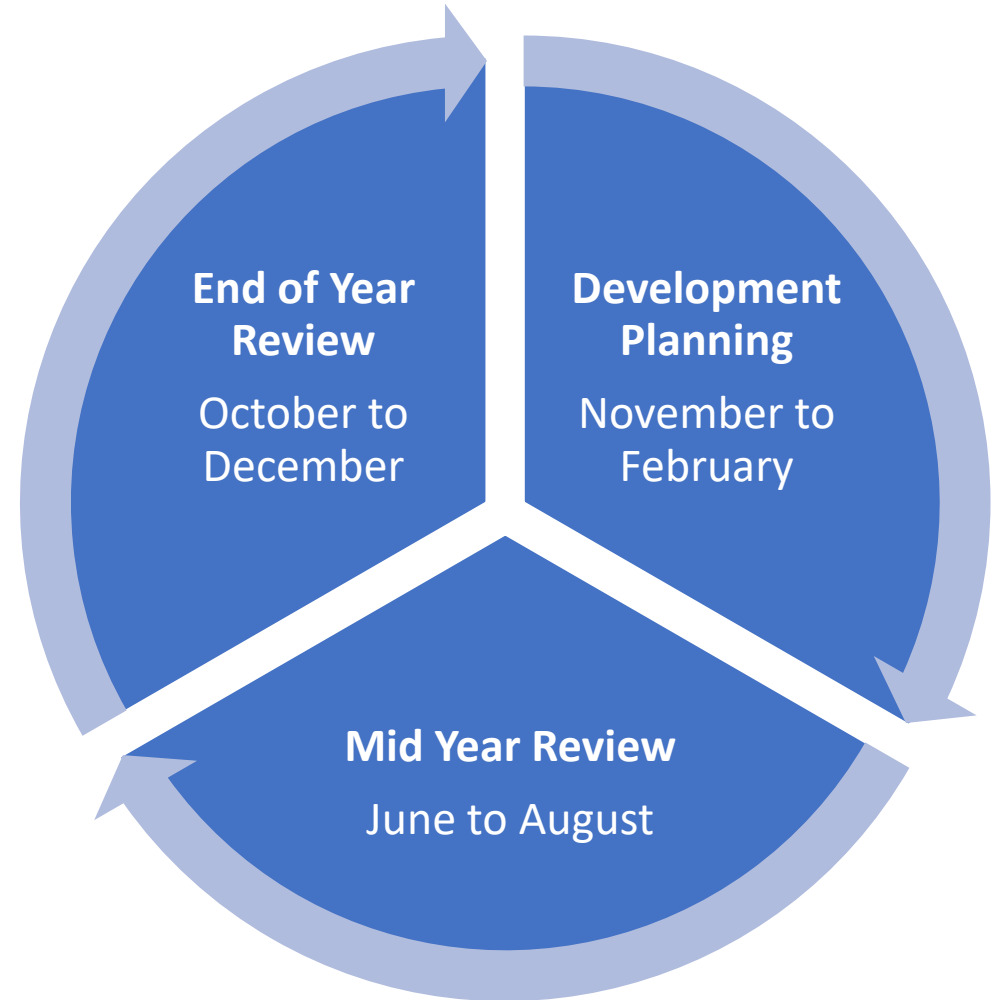 End of Year
Review
October to
December
Development
Planning
November to
February
Mid Year Review
June to August